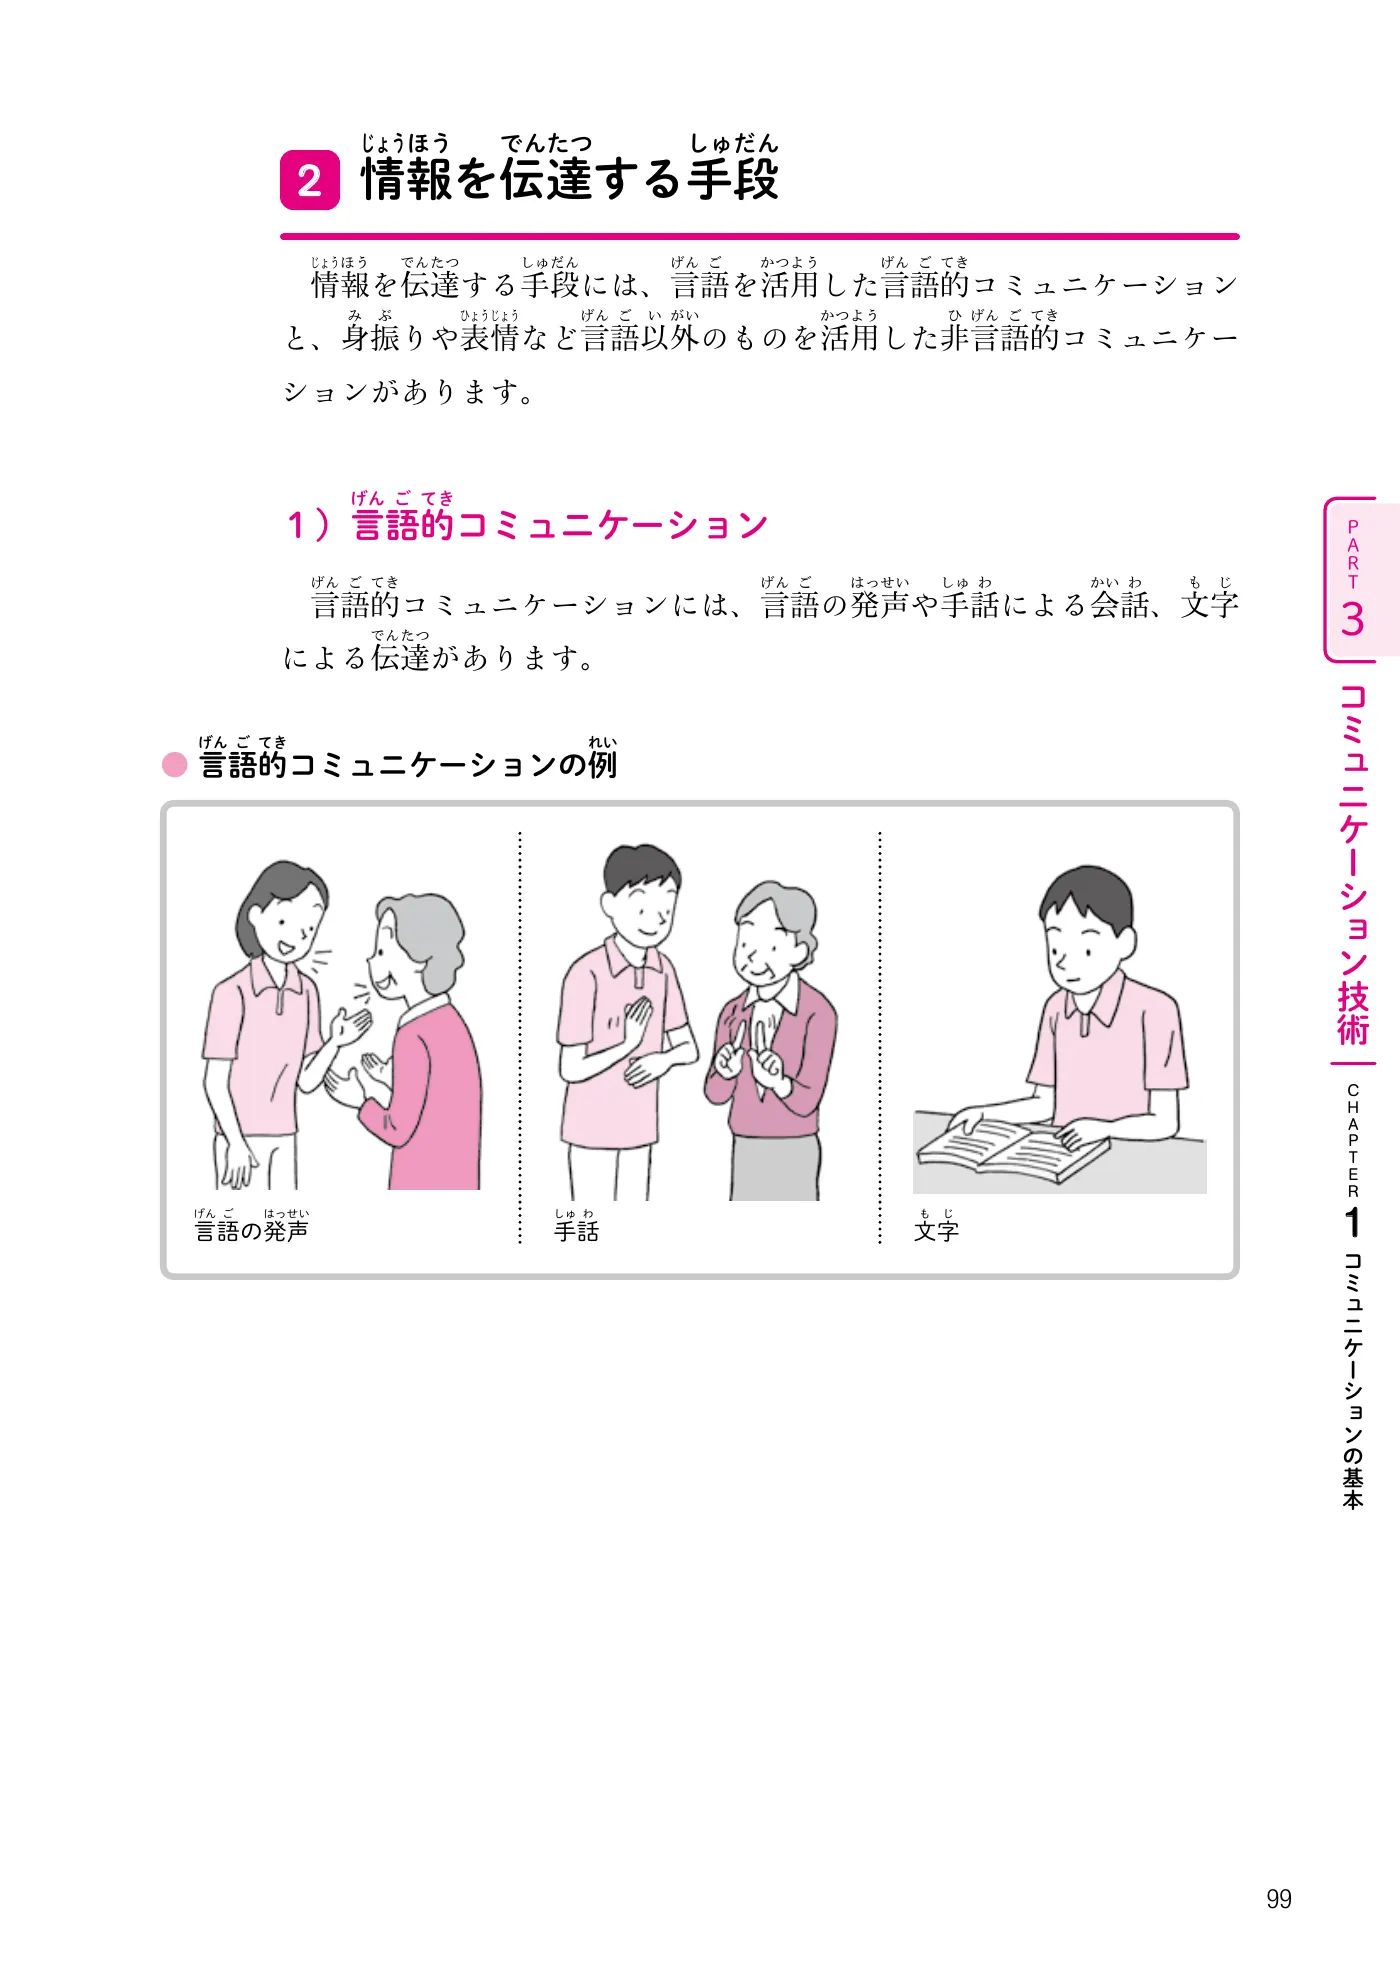 2 情報を伝達する手段
じょうほう でんたつ しゅだん
じょうほう でんたつ しゅだん げんご かつよう げんごてき
情報を伝達する手段には、言語を活用した言語的コミュニケーション
み ぶ ひょうじょう げんご いがい かつよう ひ げんごてき
と、身振りや表情など言語以外のものを活用した非言語的コミュニケー
ションがあります。
げんごてき
1）言語的コミュニケーション
げんごてき げんご はっせい しゅわ かいわ もじ
言語的コミュニケーションには、言語の発声や手話による会話、文字
でんたつ
による伝達があります。
げんごてき れい
●言語的コミュニケーションの例
げんご はっせい
言語の発声
しゅわ
手話
もじ
文字
PART
3
コミュニケーション技術
CHAPTER
1
コミュニケーションの基本
99